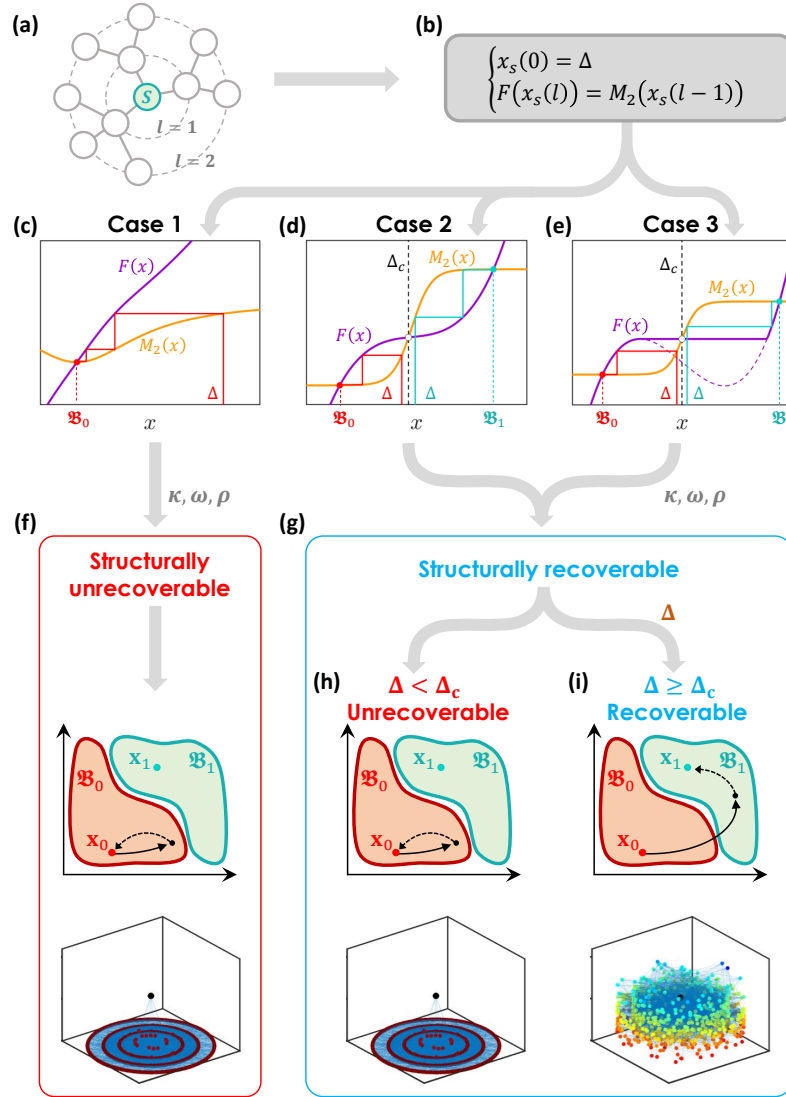 (a)
S
l = 1
l = 2
(b)
x_s(0) = Δ
F(x_s(l)) = M_2(x_s(l − 1))
(c)
Case 1
F(x)
M_2(x)
Δ
𝔅_0
x
(d)
Case 2
Δ_c
M_2(x)
F(x)
Δ
Δ
𝔅_0
𝔅_1
(e)
Case 3
Δ_c
M_2(x)
F(x)
Δ
Δ
𝔅_0
x
𝔅
κ, ω, ρ
κ, ω, ρ
(f)
Structurally
unrecoverable
𝔅_0
x_1
𝔅_1
x_0
(g)
Structurally recoverable
Δ
(h)
Δ < Δ_c
Unrecoverable
𝔅_0
x_1
𝔅_1
x_0
(i)
Δ ≥ Δ_c
Recoverable
𝔅_0
x_1
𝔅_1
x_0